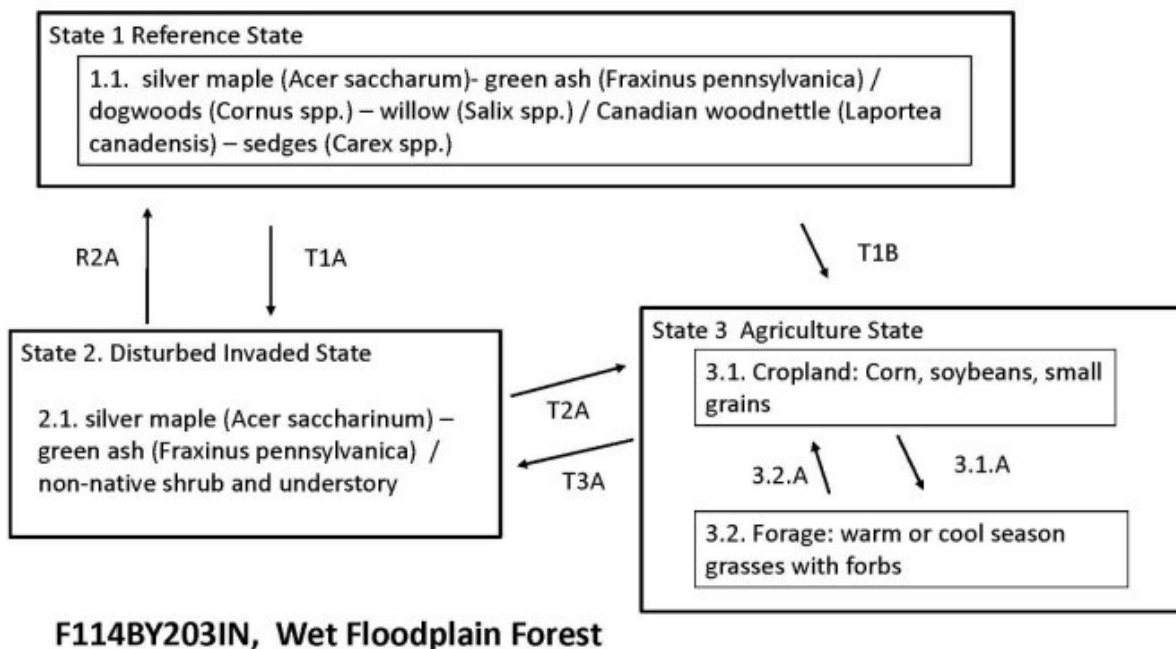 State 1 Reference State
1.1.  silver maple (Acer saccharum)- green ash (Fraxinus pennsylvanica) /
dogwoods (Cornus spp.) – willow (Salix spp.) / Canadian woodnettle (Laportea
canadensis) – sedges (Carex spp.)
R2A
T1A
T1B
State 2. Disturbed Invaded State
2.1. silver maple (Acer saccharinum) –
green ash (Fraxinus pennsylvanica)  /
non-native shrub and understory
T2A
T3A
State 3  Agriculture State
3.1. Cropland: Corn, soybeans, small
grains
3.2.A
3.1.A
3.2. Forage: warm or cool season
grasses with forbs
F114BY203IN,  Wet Floodplain Forest